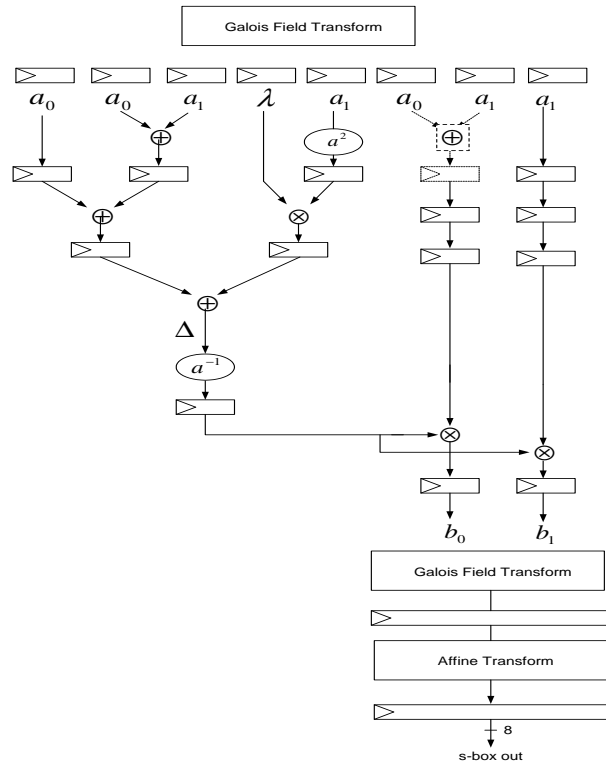 Galois Field Transform
a₀ a₀ a₁ λ a₁ a₀ a₁ a₁
a²
Δ
a⁻¹
b₀ b₁
Galois Field Transform
Affine Transform
8
s-box out